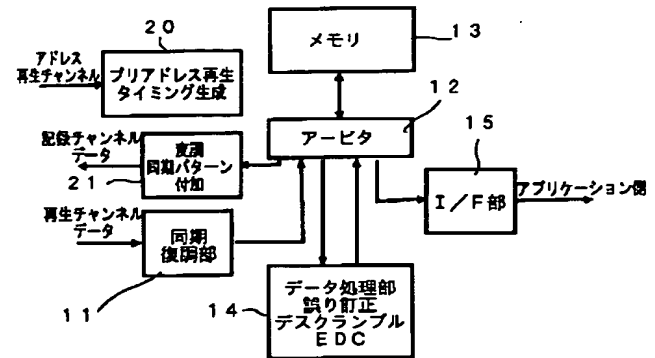 ２０
アドレス
再生チャンネル
プリアドレス再生
タイミング生成
メモリ
１３
１２
アービタ
１５
記録チャンネル
データ
変調
同期パターン
付加
２１
Ｉ／Ｆ部
アプリケーション側
再生チャンネル
データ
同期
復調部
１１
１４
データ処理部
誤り訂正
デスクランブル
ＥＤＣ